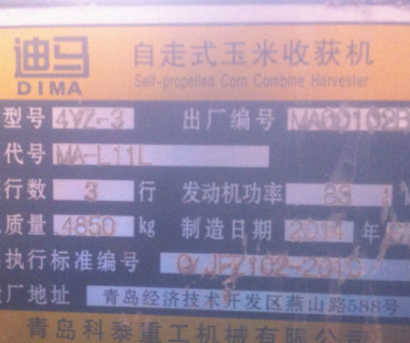 迪马 自走式玉米收获机
DIMA Self-propelled Corn Combine Harvester
型号 4YZ-3 出厂编号 MA00102
代号 MA-L11L
行数 3 行 发动机功率 83
质量 4850 kg 制造日期 2014 年
执行标准编号 Q/JFZ102-2010
厂地址 青岛经济技术开发区燕山路588号
青岛科泰重工机械有限公司